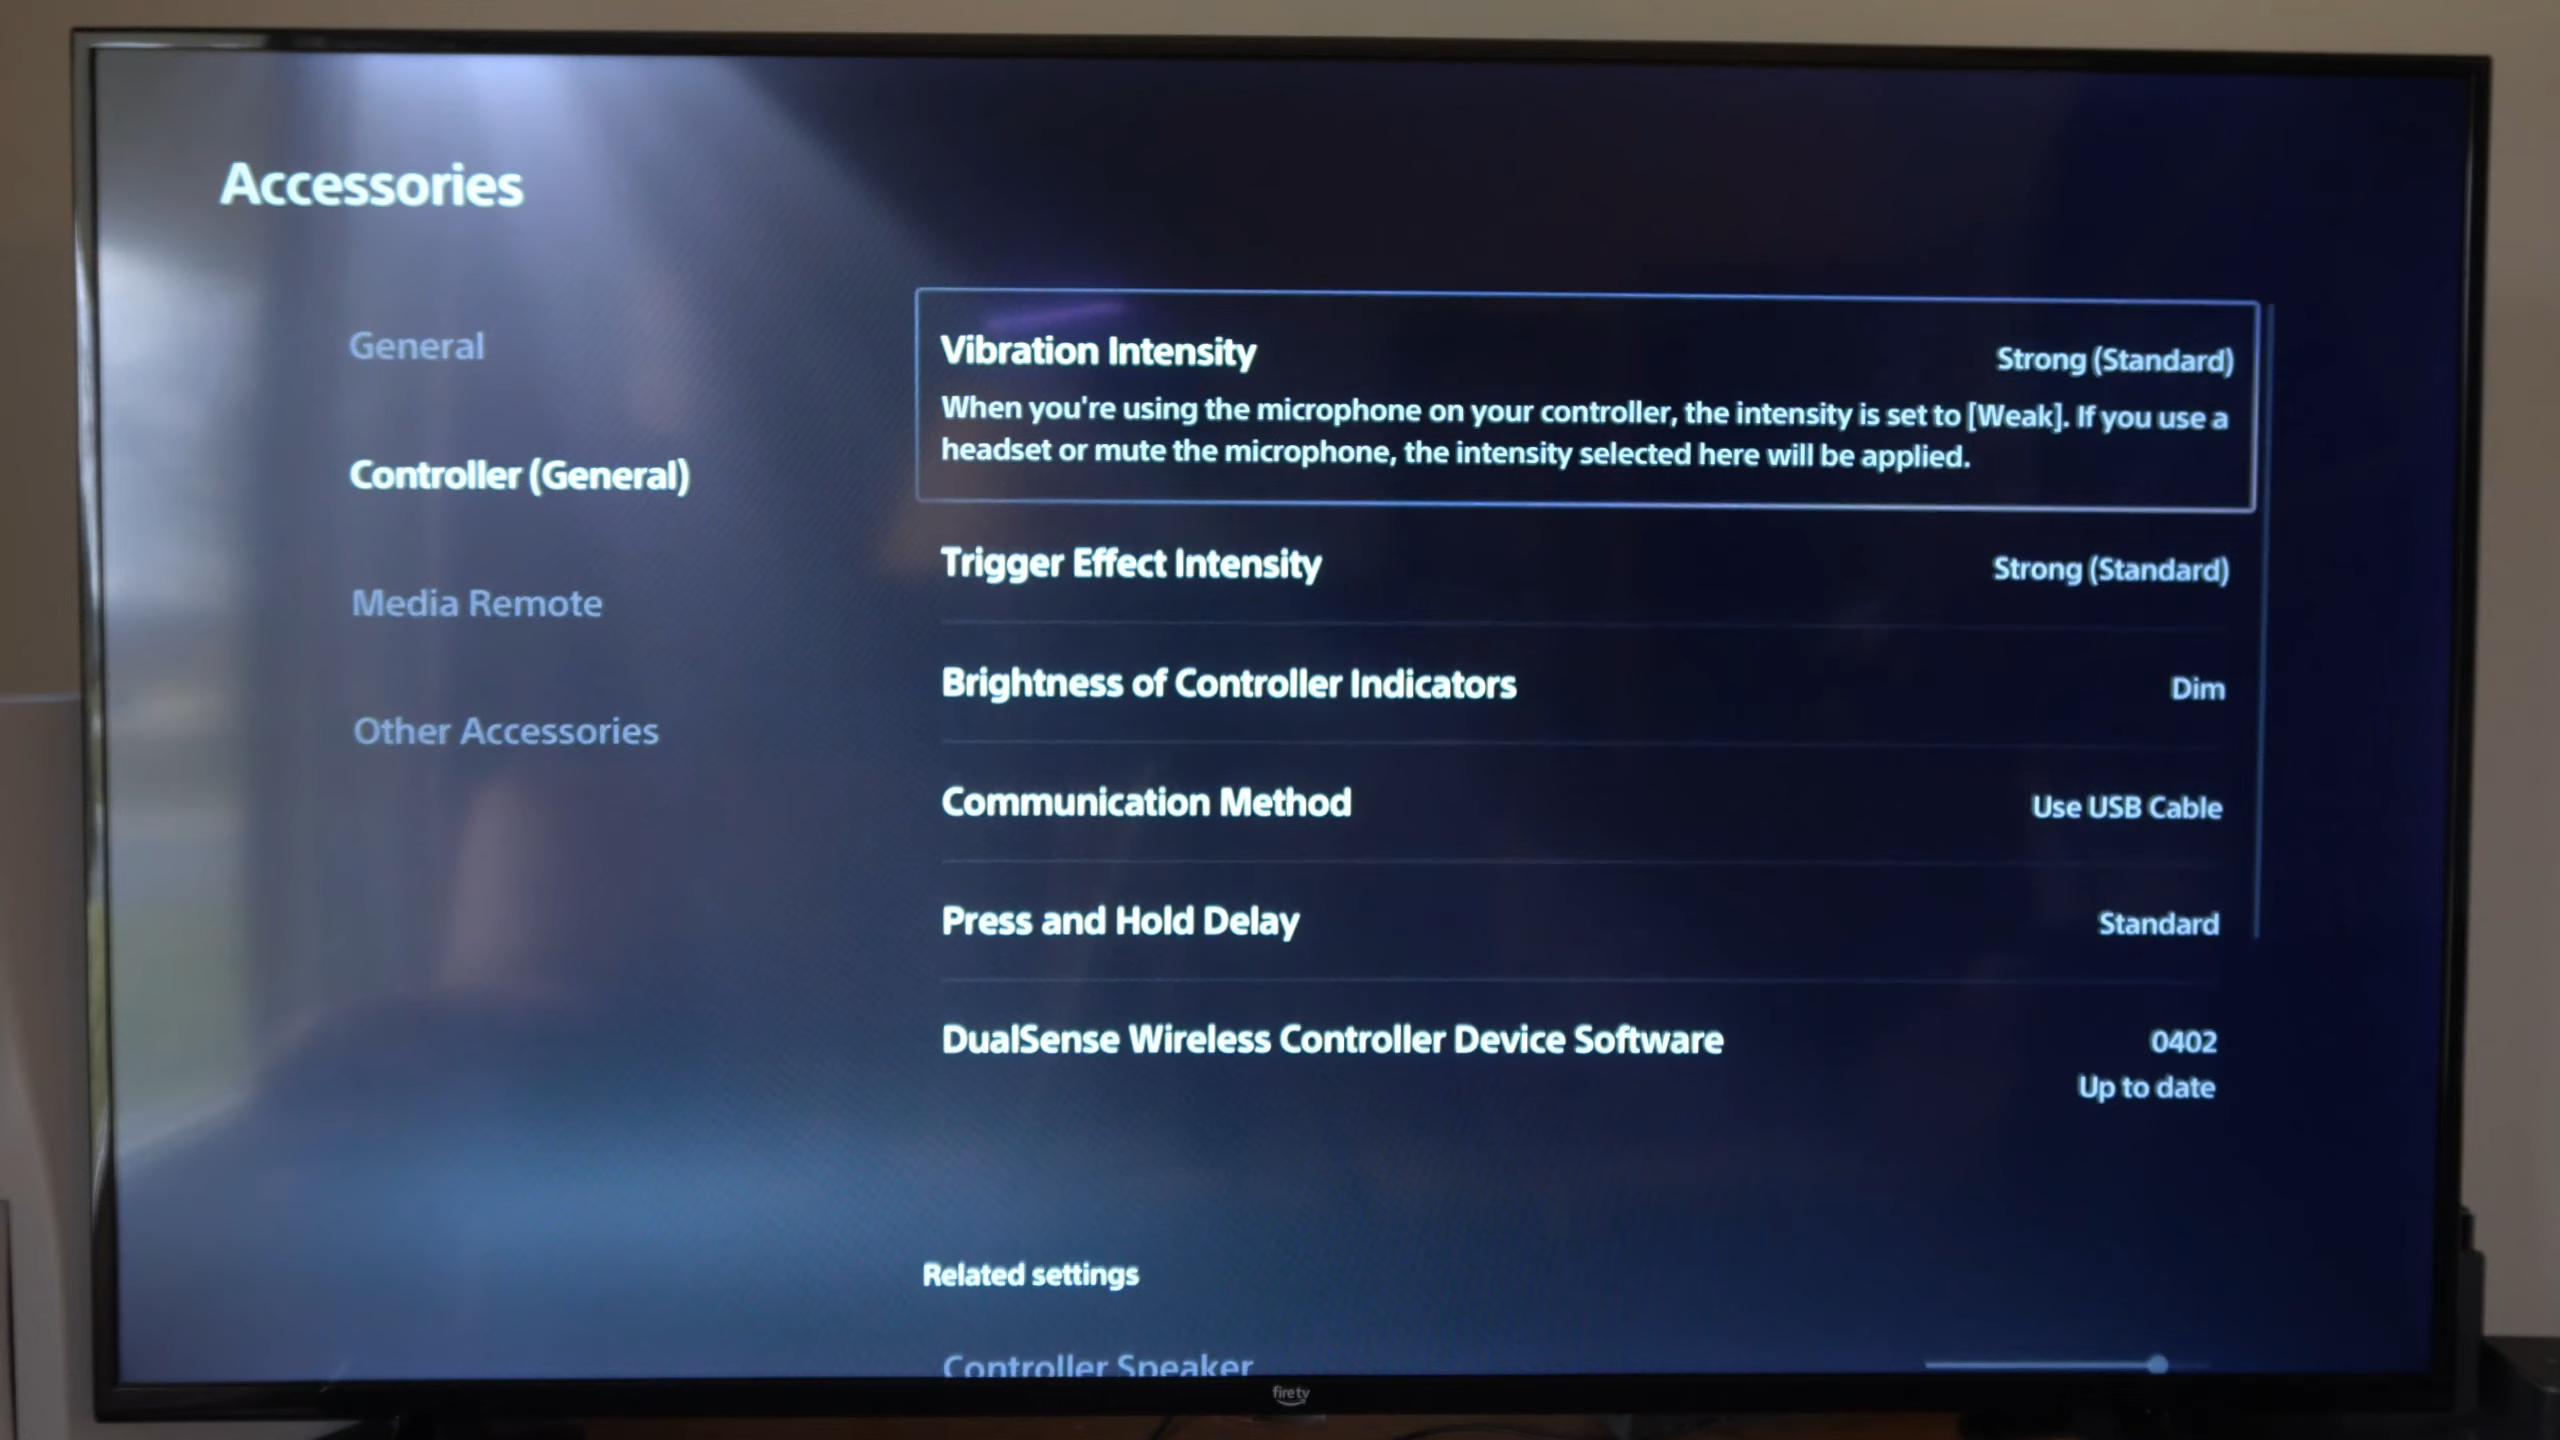 Accessories
General
Controller (General)
Media Remote
Other Accessories
Vibration Intensity
Strong (Standard)
When you're using the microphone on your controller, the intensity is set to [Weak]. If you use a
headset or mute the microphone, the intensity selected here will be applied.
Trigger Effect Intensity
Strong (Standard)
Brightness of Controller Indicators
Dim
Communication Method
Use USB Cable
Press and Hold Delay
Standard
DualSense Wireless Controller Device Software
0402
Up to date
Related settings
Controller Speaker
firetv